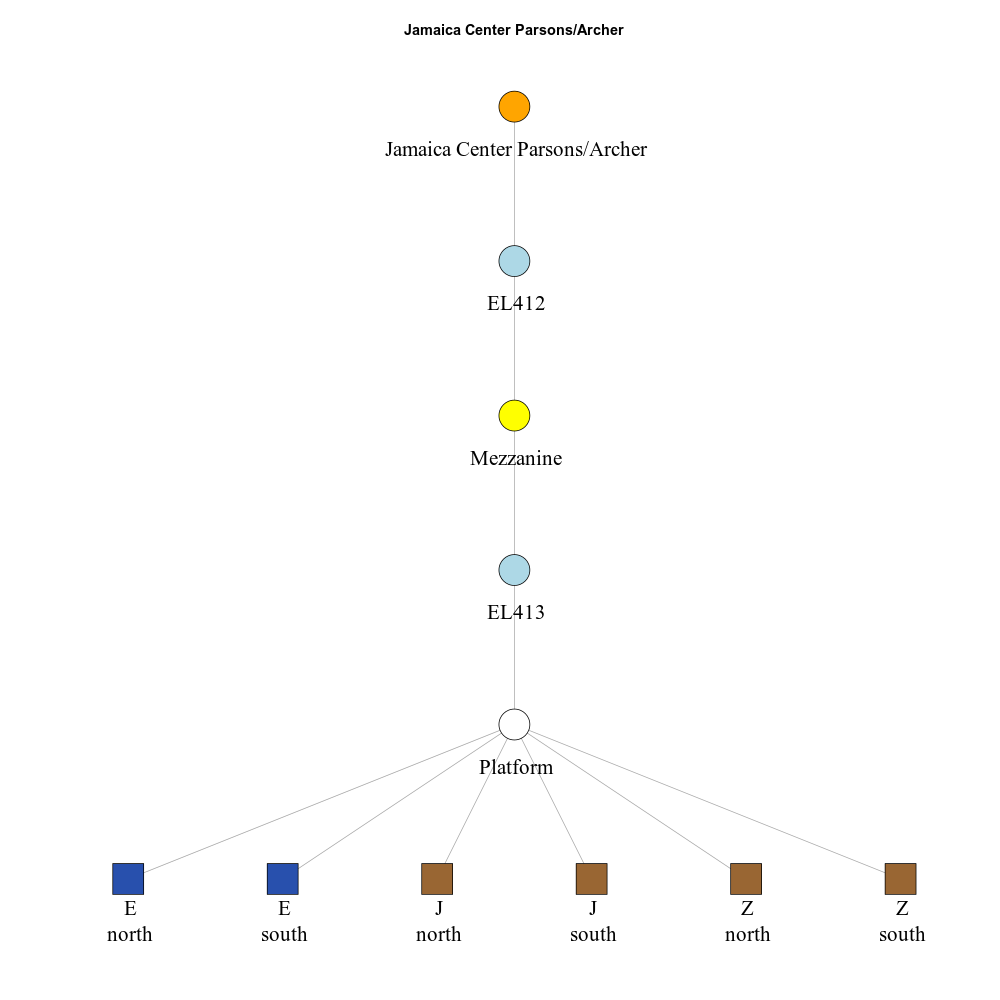 Jamaica Center Parsons/Archer
Jamaica Center Parsons/Archer
EL412
Mezzanine
EL413
Platform
E
north
E
south
J
north
J
south
Z
north
Z
south